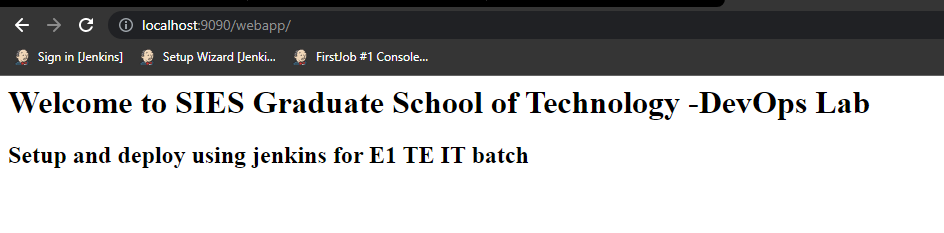 localhost:9090/webapp/
Sign in [Jenkins] Setup Wizard [Jenki... FirstJob #1 Console...
Welcome to SIES Graduate School of Technology -DevOps Lab
Setup and deploy using jenkins for E1 TE IT batch